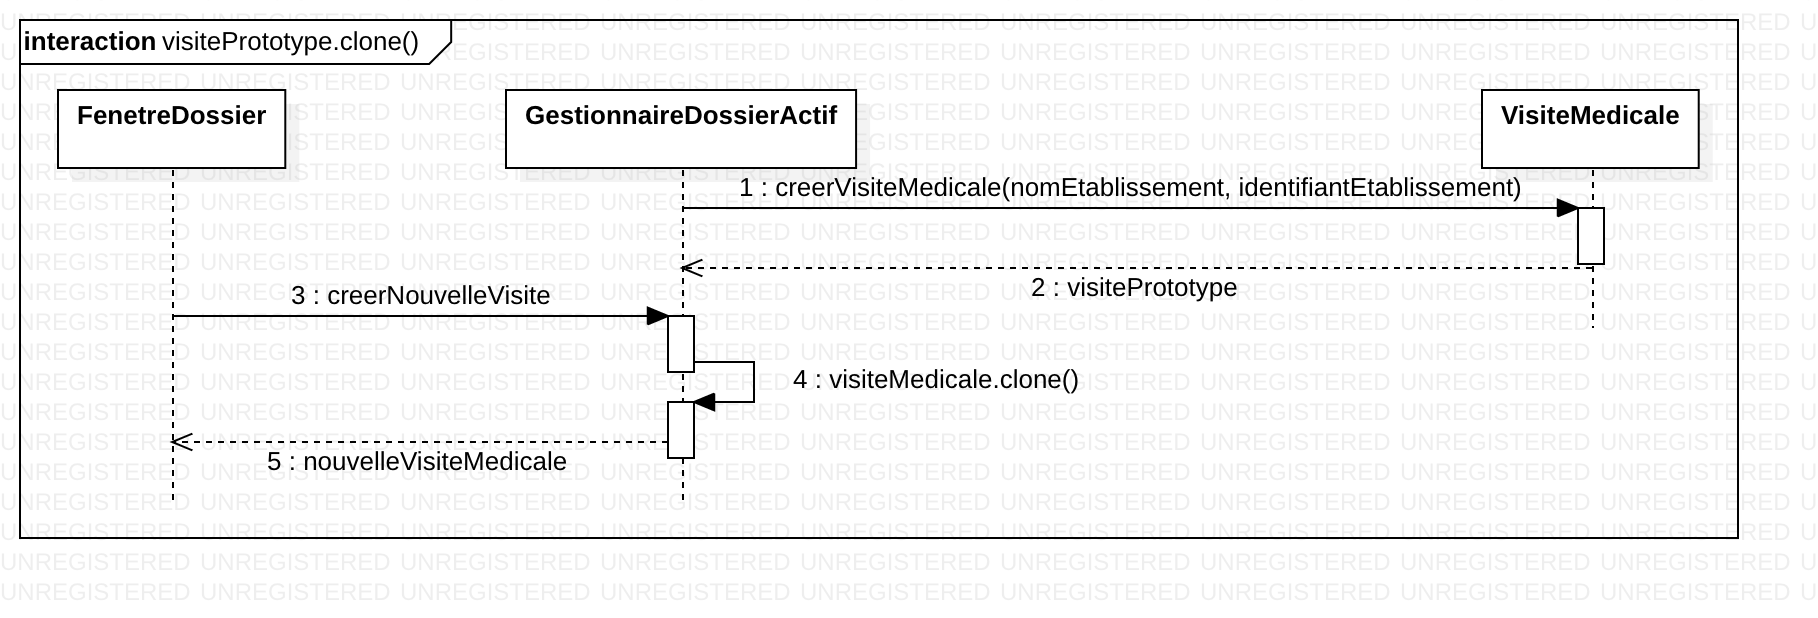 interaction visitePrototype.clone()
FenetreDossier
GestionnaireDossierActif
VisiteMedicale
1 : creerVisiteMedicale(nomEtablissement, identifiantEtablissement)
2 : visitePrototype
3 : creerNouvelleVisite
4 : visiteMedicale.clone()
5 : nouvelleVisiteMedicale
UNREGISTERED